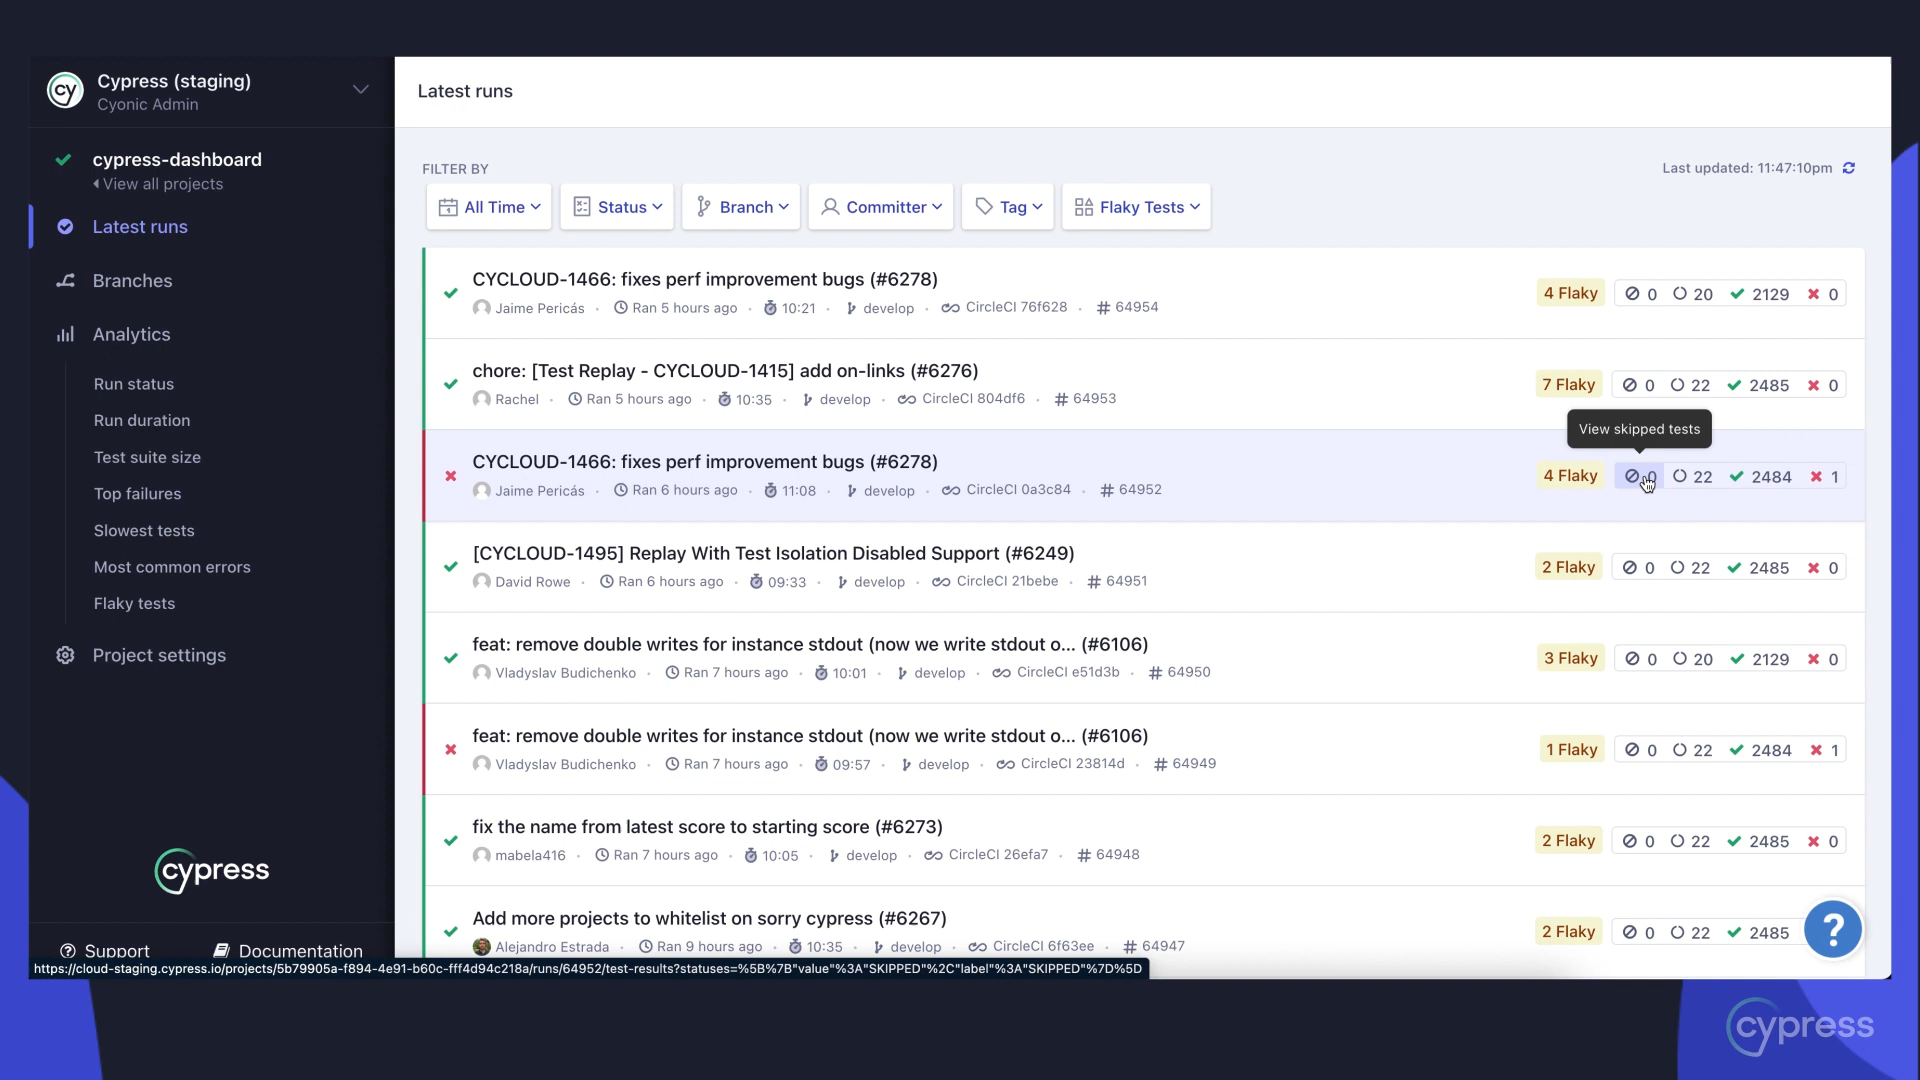 Cypress (staging)
Cyonic Admin
cypress-dashboard
View all projects
Latest runs
Branches
Analytics
Run status
Run duration
Test suite size
Top failures
Slowest tests
Most common errors
Flaky tests
Project settings
cypress
Support Documentation
Latest runs
FILTER BY
Last updated: 11:47:10pm
All Time Status Branch Committer Tag Flaky Tests
CYCLOUD-1466: fixes perf improvement bugs (#6278)
Jaime Pericás · Ran 5 hours ago · 10:21 · develop · CircleCI 76f628 · # 64954
4 Flaky 0 20 2129 0
chore: [Test Replay - CYCLOUD-1415] add on-links (#6276)
Rachel · Ran 5 hours ago · 10:35 · develop · CircleCI 804df6 · # 64953
7 Flaky 0 22 2485 0
View skipped tests
CYCLOUD-1466: fixes perf improvement bugs (#6278)
Jaime Pericás · Ran 6 hours ago · 11:08 · develop · CircleCI 0a3c84 · # 64952
4 Flaky 0 22 2484 1
[CYCLOUD-1495] Replay With Test Isolation Disabled Support (#6249)
David Rowe · Ran 6 hours ago · 09:33 · develop · CircleCI 21bebe · # 64951
2 Flaky 0 22 2485 0
feat: remove double writes for instance stdout (now we write stdout o... (#6106)
Vladyslav Budichenko · Ran 7 hours ago · 10:01 · develop · CircleCI e51d3b · # 64950
3 Flaky 0 20 2129 0
feat: remove double writes for instance stdout (now we write stdout o... (#6106)
Vladyslav Budichenko · Ran 7 hours ago · 09:57 · develop · CircleCI 23814d · # 64949
1 Flaky 0 22 2484 1
fix the name from latest score to starting score (#6273)
mabela416 · Ran 7 hours ago · 10:05 · develop · CircleCI 26efa7 · # 64948
2 Flaky 0 22 2485 0
Add more projects to whitelist on sorry cypress (#6267)
Alejandro Estrada · Ran 9 hours ago · 10:35 · develop · CircleCI 6f63ee · # 64947
2 Flaky 0 22 2485
?
https://cloud-staging.cypress.io/projects/5b79905a-f894-4e91-b60c-fff4d94c218a/runs/64952/test-results?statuses=%5B%7B"value"%3A"SKIPPED"%2C"label"%3A"SKIPPED"%7D%5D
cypress